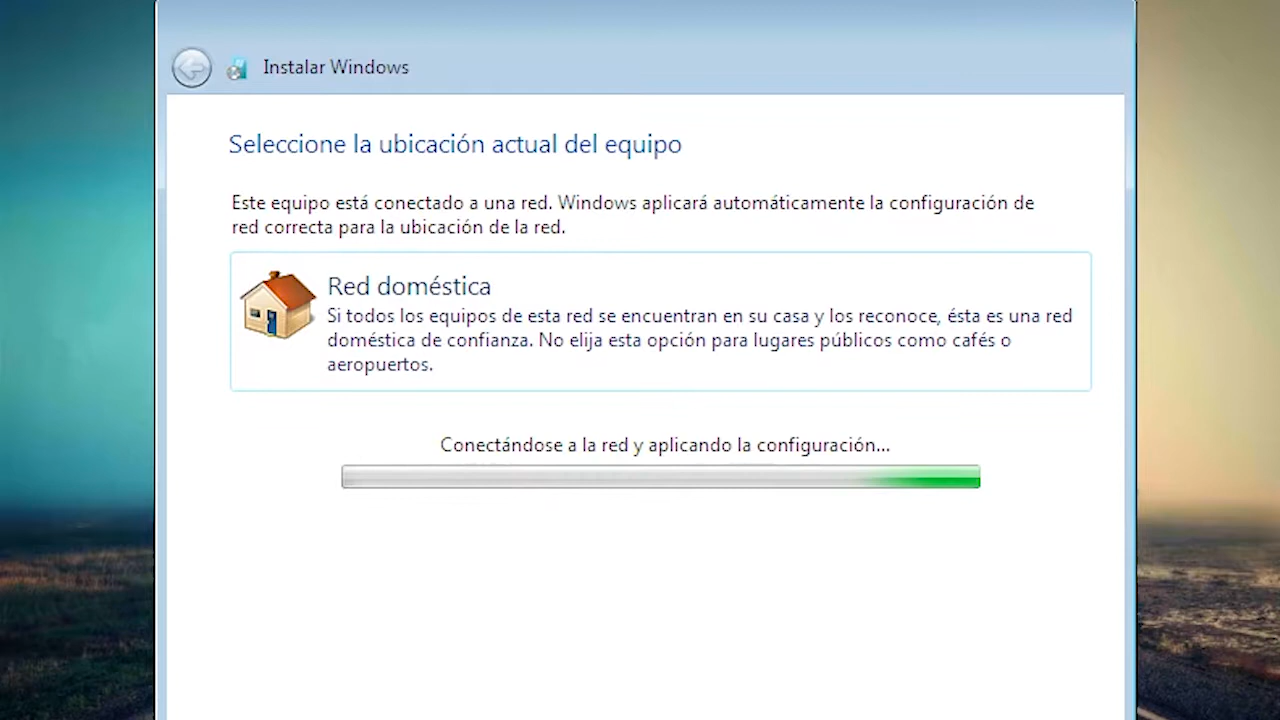 Instalar Windows
Seleccione la ubicación actual del equipo
Este equipo está conectado a una red. Windows aplicará automáticamente la configuración de
red correcta para la ubicación de la red.
Red doméstica
Si todos los equipos de esta red se encuentran en su casa y los reconoce, ésta es una red
doméstica de confianza. No elija esta opción para lugares públicos como cafés o
aeropuertos.
Conectándose a la red y aplicando la configuración...